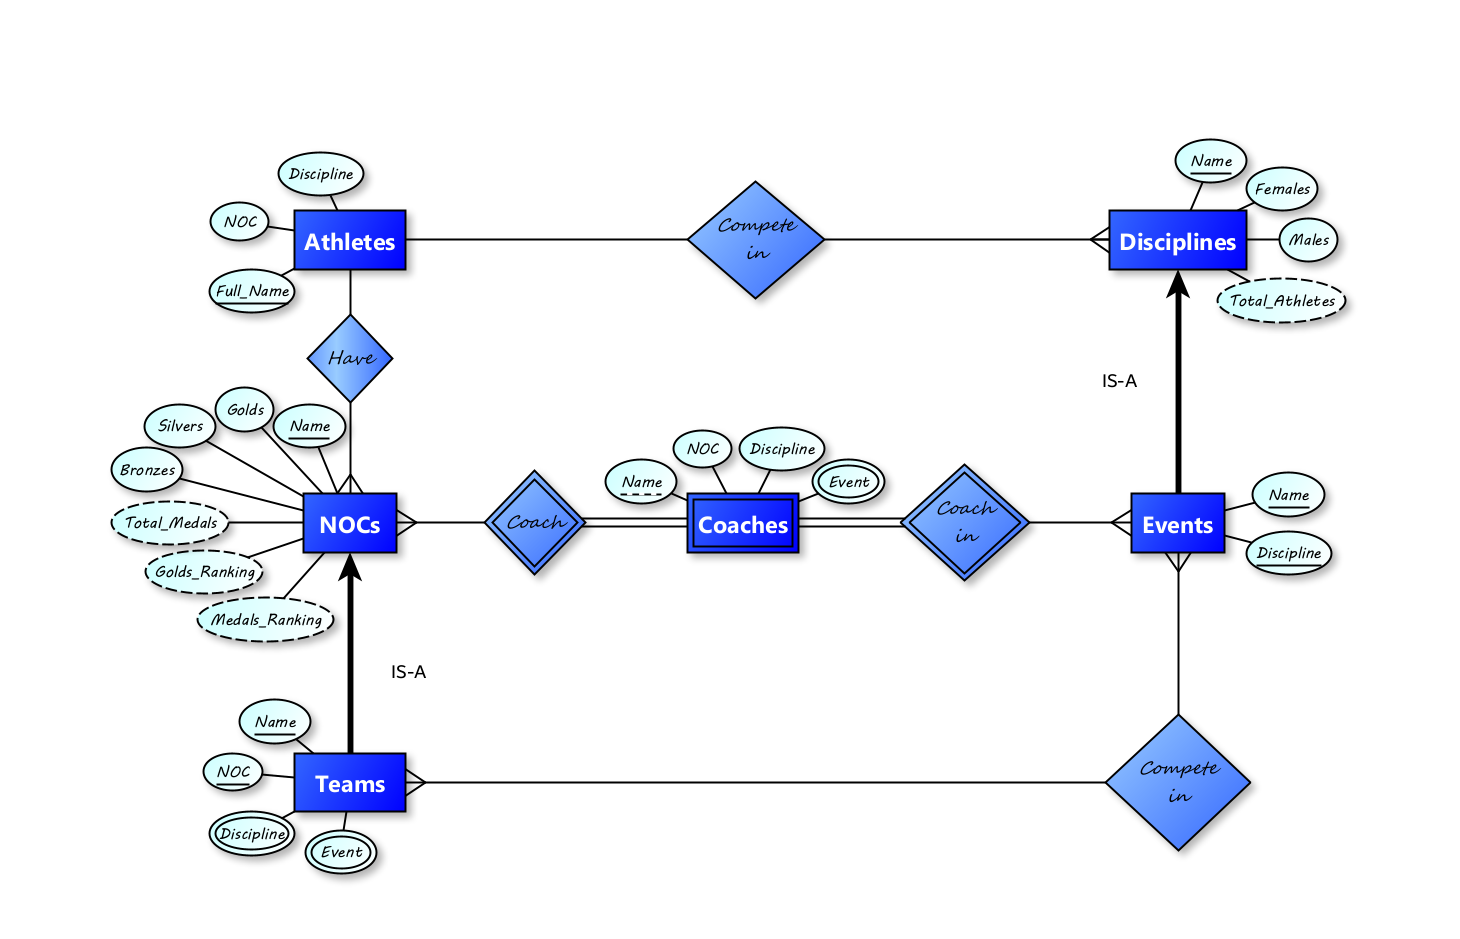 Name
Discipline
Females
NOC
Compete
in
Athletes
Disciplines
Males
Full_Name
Total_Athletes
Have
IS-A
Golds
Silvers
Name
NOC
Discipline
Bronzes
Name
Event
Name
Total_Medals
NOCs
Coach
Coaches
Coach
in
Events
Discipline
Golds_Ranking
Medals_Ranking
IS-A
Name
NOC
Teams
Compete
in
Discipline
Event